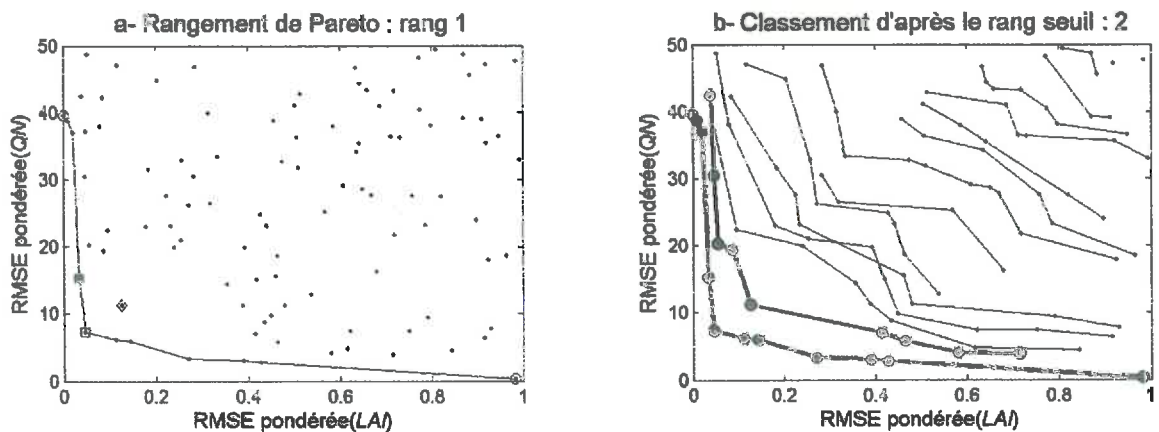 a- Rangement de Pareto : rang 1
50
40
30
20
10
0
RMSE pondérée(QN)
0 0.2 0.4 0.6 0.8 1
RMSE pondérée(LAI)
b- Classement d'après le rang seuil : 2
50
40
30
20
10
0
RMSE pondérée(QN)
0 0.2 0.4 0.6 0.8 1
RMSE pondérée(LAI)